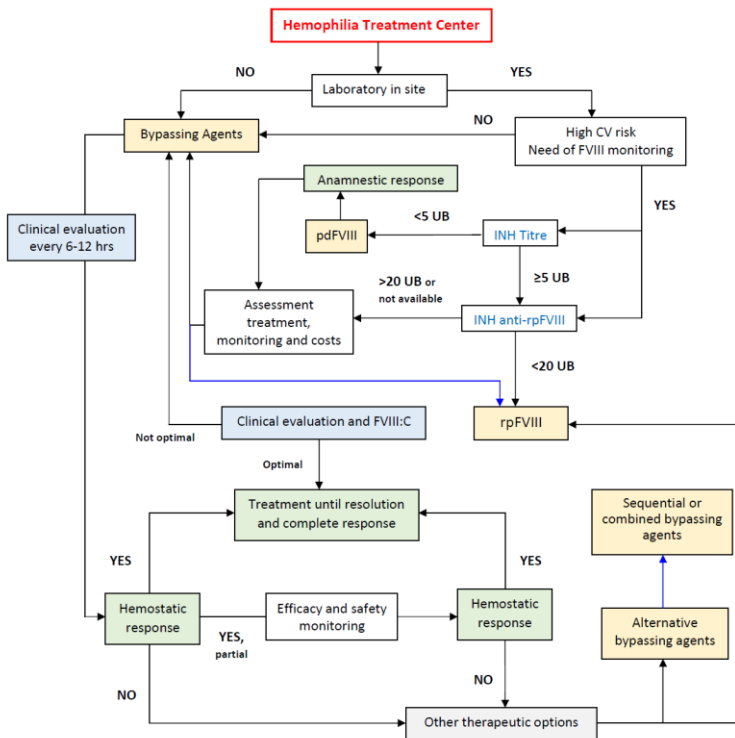 Hemophilia Treatment Center
NO
YES
Laboratory in site
Bypassing Agents
NO
High CV risk
Need of FVIII monitoring
Anamnestic response
YES
<5 UB
Clinical evaluation
every 6-12 hrs
pdFVIII
INH Titre
≥5 UB
>20 UB or
not available
Assessment
treatment,
monitoring and costs
INH anti-rpFVIII
<20 UB
Clinical evaluation and FVIII:C
rpFVIII
Not optimal
Optimal
Treatment until resolution
and complete response
Sequential or
combined bypassing
agents
YES
YES
Hemostatic
response
Efficacy and safety
monitoring
Hemostatic
response
Alternative
bypassing agents
YES,
partial
NO
NO
Other therapeutic options